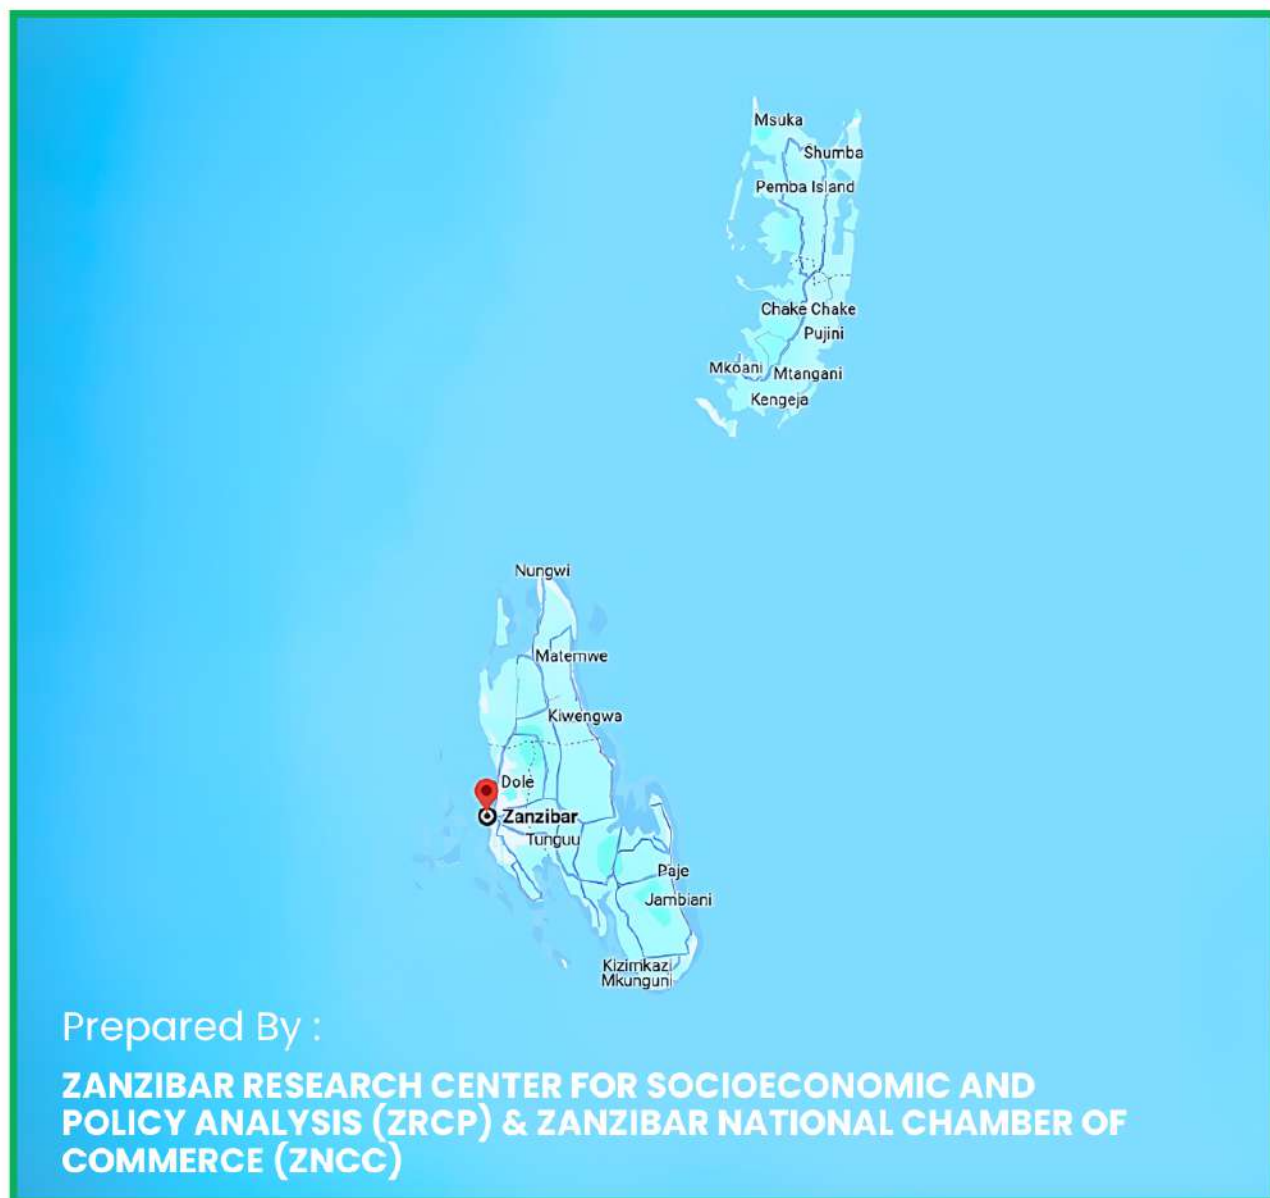 Msuka
Shumba
Pemba Island
Chake Chake
Pujini
Mkoani
Mtangani
Kengeja
Nungwi
Matemwe
Kiwengwa
Dole
Zanzibar
Tunguu
Paje
Jambiani
Kizimkazi
Mkunguni
Prepared By :
ZANZIBAR RESEARCH CENTER FOR SOCIOECONOMIC AND
POLICY ANALYSIS (ZRCP) & ZANZIBAR NATIONAL CHAMBER OF
COMMERCE (ZNCC)